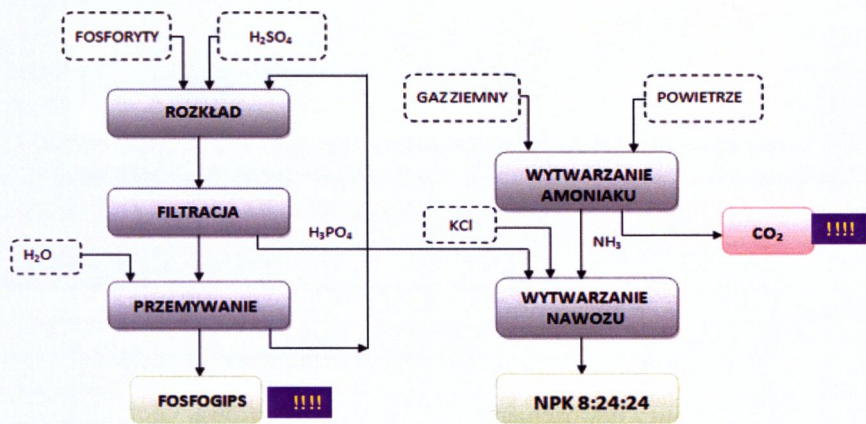 FOSFORYTY
H₂SO₄
ROZKŁAD
GAZ ZIEMNY
POWIETRZE
WYTWARZANIE
AMONIAKU
FILTRACJA
H₃PO₄
KCl
NH₃
CO₂
!!!!
H₂O
PRZEMYWANIE
WYTWARZANIE
NAWOZU
FOSFOGIPS
!!!!
NPK 8:24:24